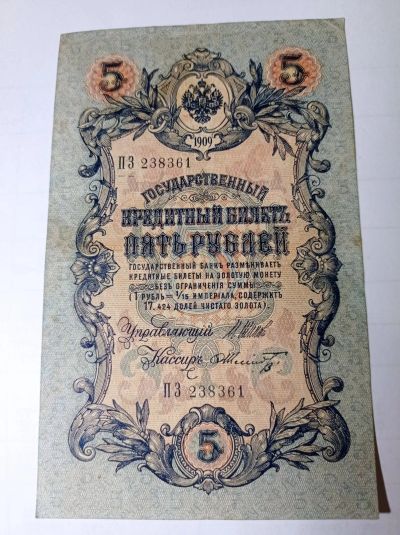 5 5
1909
ПЗ 238361
ГОСУДАРСТВЕННЫЙ
КРЕДИТНЫЙ БИЛЕТЪ
ПЯТЬ РУБЛЕЙ
ГОСУДАРСТВЕННЫЙ БАНКЪ РАЗМѢНИВАЕТЪ
КРЕДИТНЫЕ БИЛЕТЫ НА ЗОЛОТУЮ МОНЕТУ
БЕЗЪ ОГРАНИЧЕНІЯ СУММЫ
(1 РУБЛЬ = 1/15 ИМПЕРІАЛА, СОДЕРЖИТЪ
17,424 ДОЛЕЙ ЧИСТАГО ЗОЛОТА).
Управляющій
Кассиръ
ПЗ 238361
5